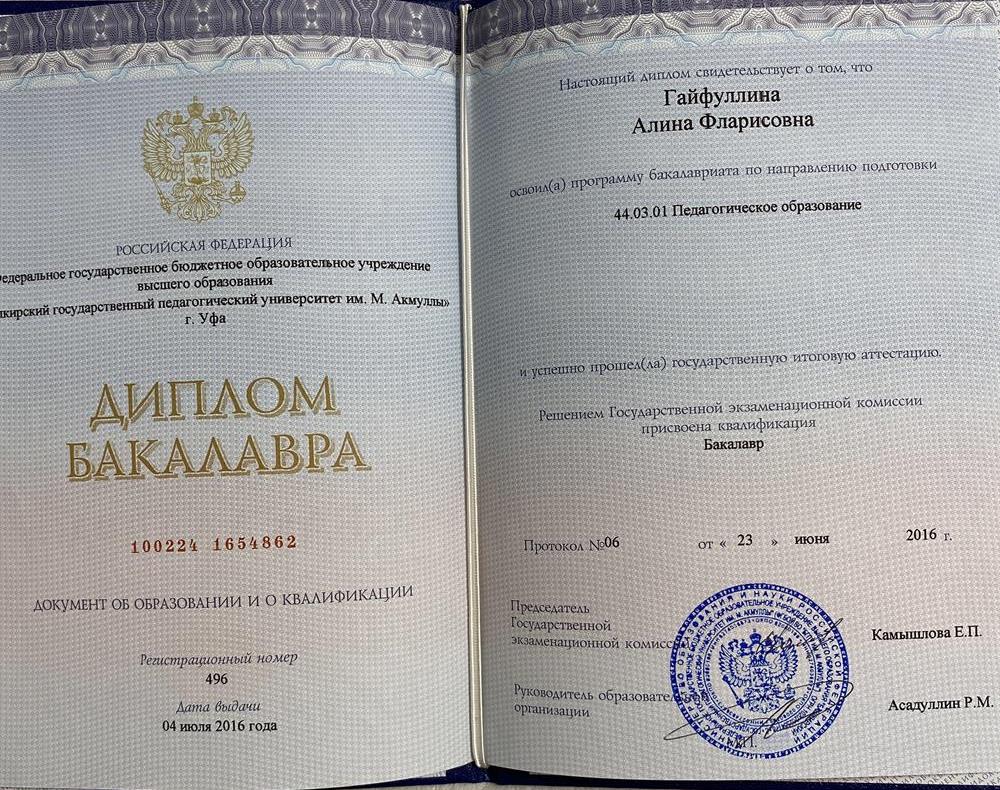 РОССИЙСКАЯ ФЕДЕРАЦИЯ
едеральное государственное бюджетное образовательное учреждение
высшего образования
кирский государственный педагогический университет им. М. Акмуллы»
г. Уфа
ДИПЛОМ
БАКАЛАВРА
100224 1654862
ДОКУМЕНТ ОБ ОБРАЗОВАНИИ И О КВАЛИФИКАЦИИ
Регистрационный номер
496
Дата выдачи
04 июля 2016 года
Настоящий диплом свидетельствует о том, что
Гайфуллина
Алина Фларисовна
освоил(а) программу бакалавриата по направлению подготовки
44.03.01 Педагогическое образование
и успешно прошел(ла) государственную итоговую аттестацию.
Решением Государственной экзаменационной комиссии
присвоена квалификация
Бакалавр
Протокол №06 от « 23 » июня 2016 г.
Председатель
Государственной
экзаменационной комисс
Камышлова Е.П.
Руководитель образовател
организации
Асадуллин Р.М.
М.П.